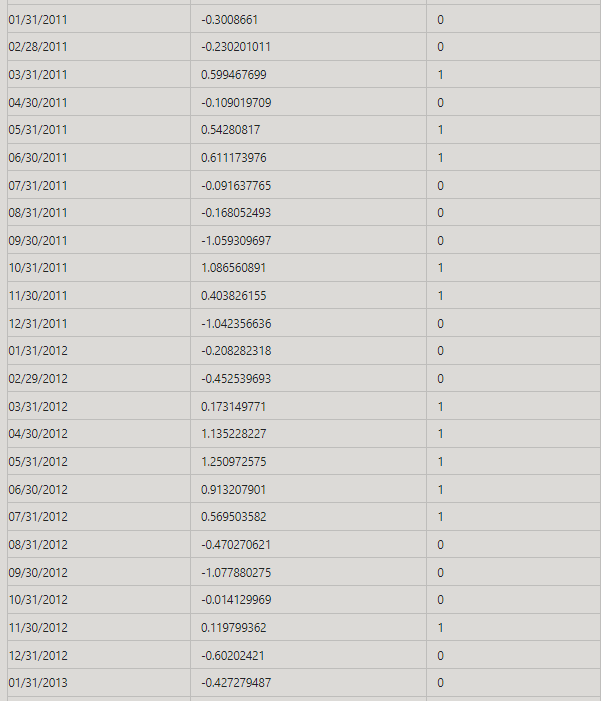 01/31/2011 -0.3008661 0
02/28/2011 -0.230201011 0
03/31/2011 0.599467699 1
04/30/2011 -0.109019709 0
05/31/2011 0.54280817 1
06/30/2011 0.611173976 1
07/31/2011 -0.091637765 0
08/31/2011 -0.168052493 0
09/30/2011 -1.059309697 0
10/31/2011 1.086560891 1
11/30/2011 0.403826155 1
12/31/2011 -1.042356636 0
01/31/2012 -0.208282318 0
02/29/2012 -0.452539693 0
03/31/2012 0.173149771 1
04/30/2012 1.135228227 1
05/31/2012 1.250972575 1
06/30/2012 0.913207901 1
07/31/2012 0.569503582 1
08/31/2012 -0.470270621 0
09/30/2012 -1.077880275 0
10/31/2012 -0.014129969 0
11/30/2012 0.119799362 1
12/31/2012 -0.60202421 0
01/31/2013 -0.427279487 0